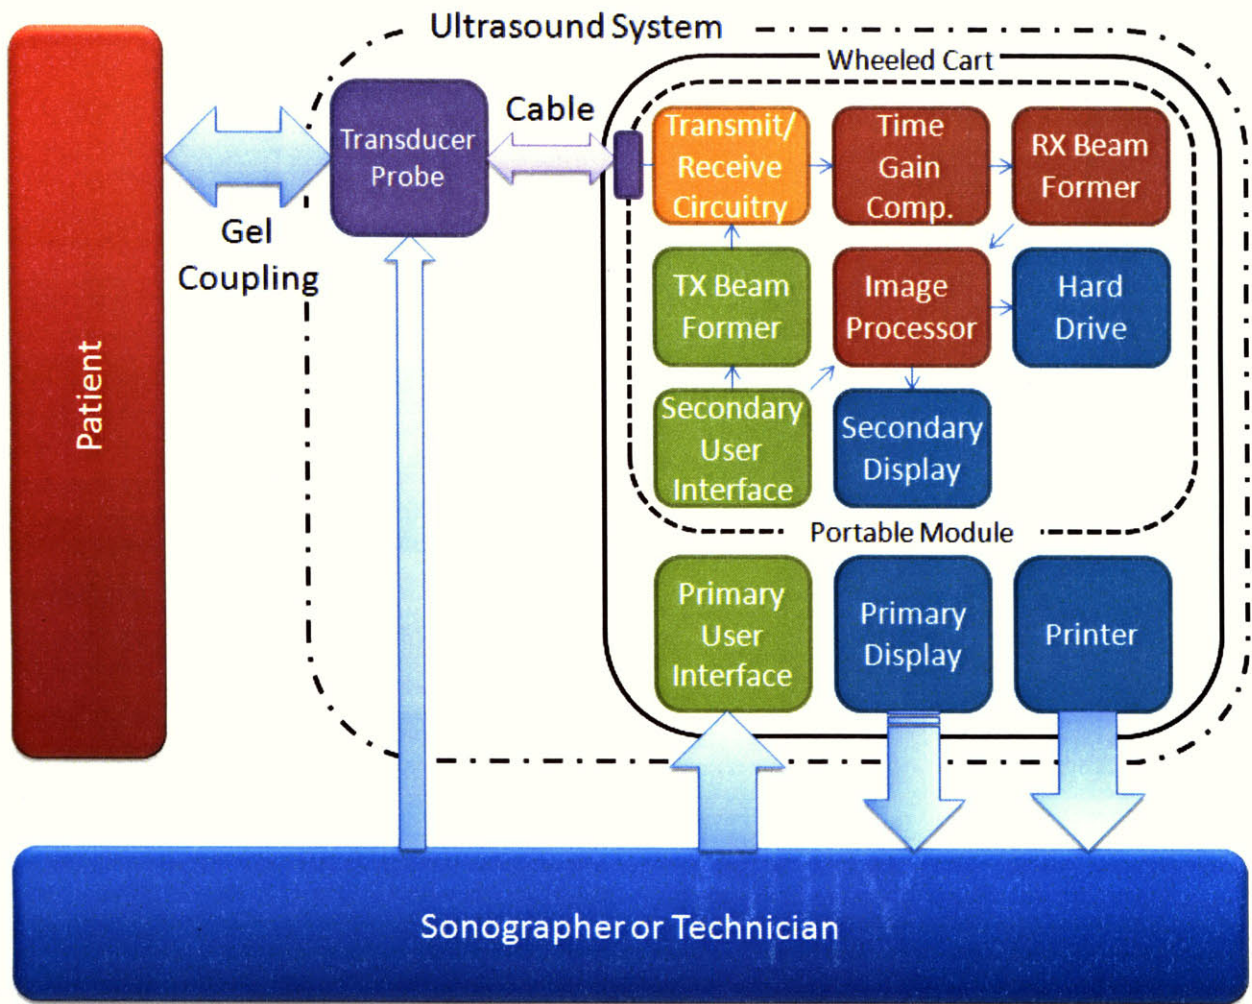 Ultrasound System
Wheeled Cart
Cable
Transducer
Probe
Transmit/
Receive
Circuitry
Time
Gain
Comp.
RX Beam
Former
Gel
Coupling
TX Beam
Former
Image
Processor
Hard
Drive
Patient
Secondary
User
Interface
Secondary
Display
Portable Module
Primary
User
Interface
Primary
Display
Printer
Sonographer or Technician